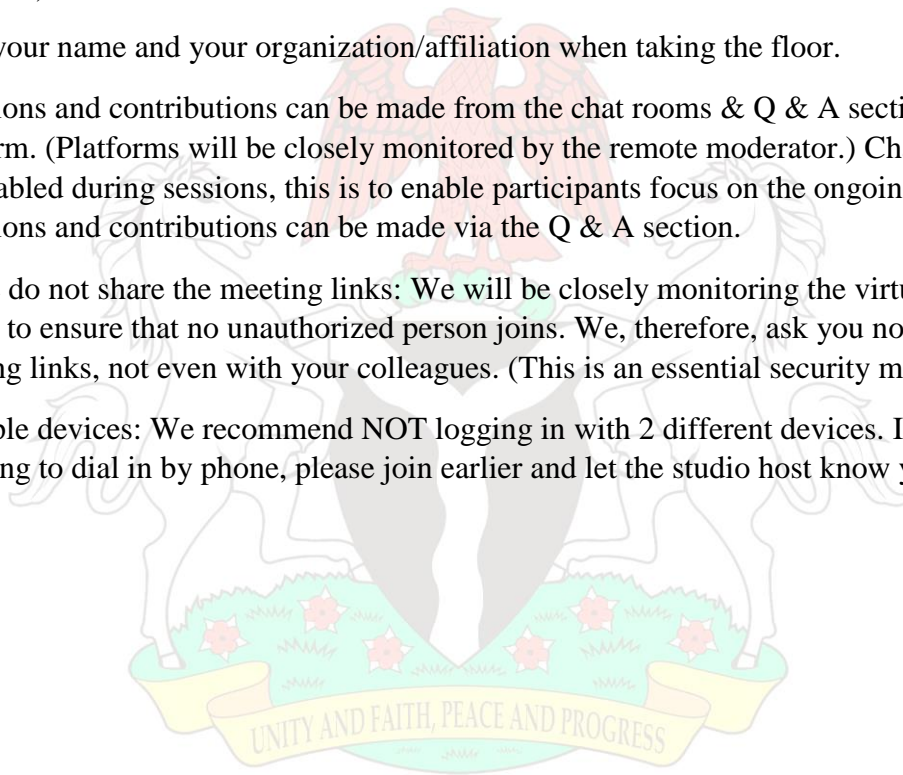 your name and your organization/affiliation when taking the floor.
ions and contributions can be made from the chat rooms & Q & A secti
rm. (Platforms will be closely monitored by the remote moderator.) Ch
abled during sessions, this is to enable participants focus on the ongoin
ions and contributions can be made via the Q & A section.
do not share the meeting links: We will be closely monitoring the virtu
to ensure that no unauthorized person joins. We, therefore, ask you no
ng links, not even with your colleagues. (This is an essential security m
ple devices: We recommend NOT logging in with 2 different devices. I
ng to dial in by phone, please join earlier and let the studio host know y
UNITY AND FAITH, PEACE AND PROGRESS